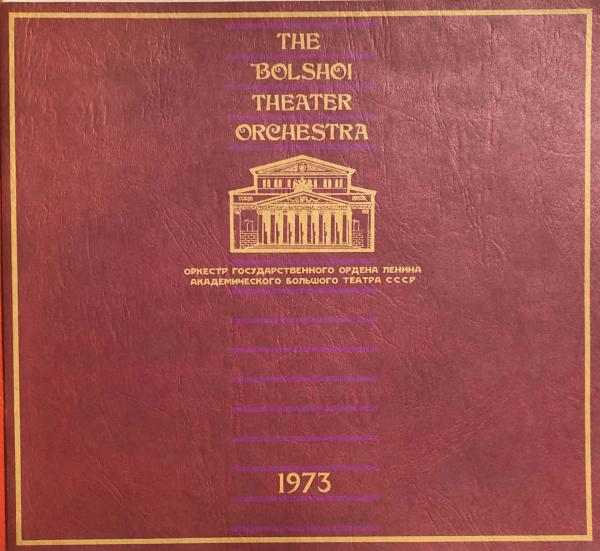 THE
BOLSHOI
THEATER
ORCHESTRA
ОРКЕСТР ГОСУДАРСТВЕННОГО ОРДЕНА ЛЕНИНА
АКАДЕМИЧЕСКОГО БОЛЬШОГО ТЕАТРА СССР
1973